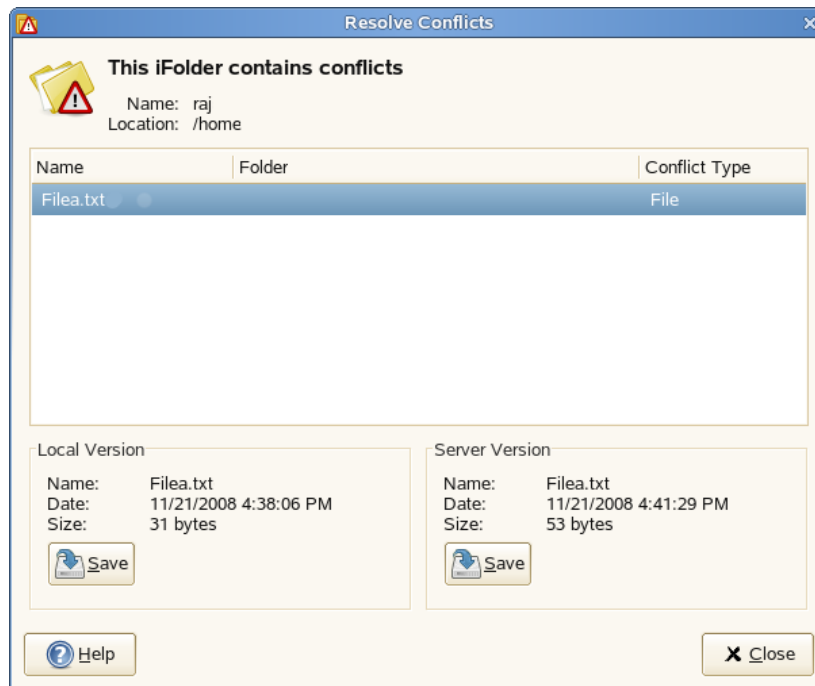 Resolve Conflicts
This iFolder contains conflicts
Name: raj
Location: /home
Name Folder Conflict Type
Filea.txt File
Local Version
Name: Filea.txt
Date: 11/21/2008 4:38:06 PM
Size: 31 bytes
Save
Server Version
Name: Filea.txt
Date: 11/21/2008 4:41:29 PM
Size: 53 bytes
Save
Help
Close